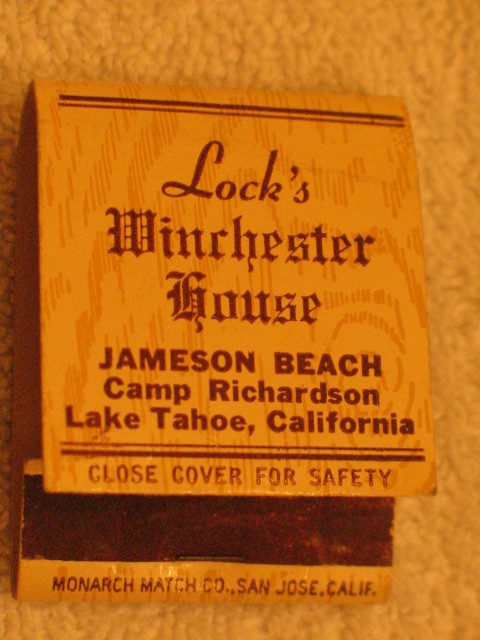 Lock's
Winchester
House
JAMESON BEACH
Camp Richardson
Lake Tahoe, California
CLOSE COVER FOR SAFETY
MONARCH MATCH CO., SAN JOSE, CALIF.